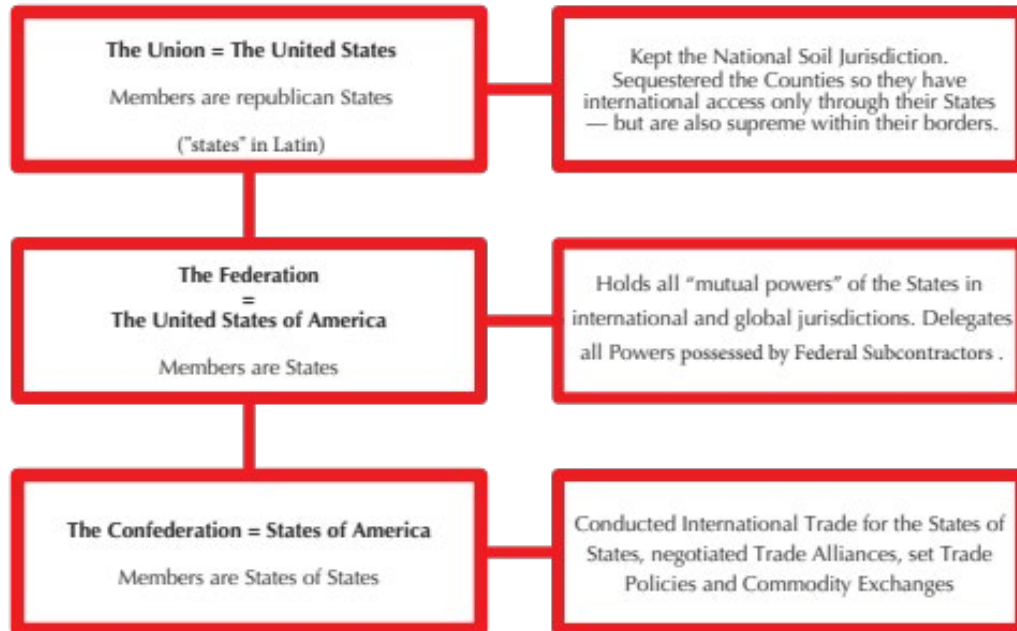 The Union = The United States
Members are republican States
("states" in Latin)
Kept the National Soil Jurisdiction.
Sequestered the Counties so they have
international access only through their States
— but are also supreme within their borders.
The Federation
=
The United States of America
Members are States
Holds all “mutual powers” of the States in
international and global jurisdictions. Delegates
all Powers possessed by Federal Subcontractors .
The Confederation = States of America
Members are States of States
Conducted International Trade for the States of
States, negotiated Trade Alliances, set Trade
Policies and Commodity Exchanges